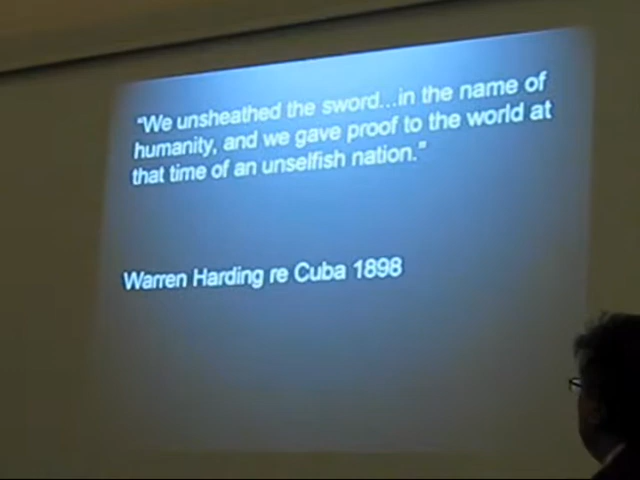 "We unsheathed the sword...in the name of
humanity, and we gave proof to the world at
that time of an unselfish nation."
Warren Harding re Cuba 1898